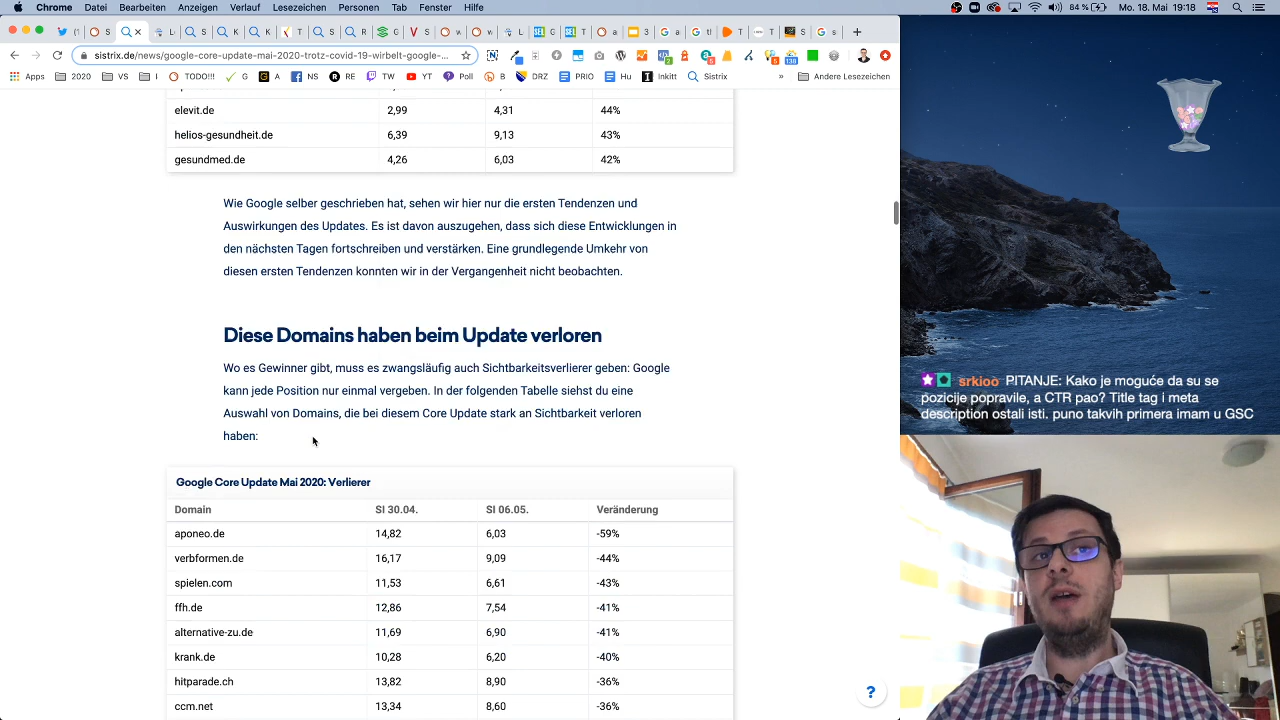 Chrome Datei Bearbeiten Anzeigen Verlauf Lesezeichen Personen Tab Fenster Hilfe
84 % Mo. 18. Mai 19:18
sistrix.de/news/google-core-update-mai-2020-trotz-covid-19-wirbelt-google-...
Apps 2020 VS I TODO!!! G A NS RE TW YT Poll B DRZ PRIO Hu Inkitt Sistrix » Andere Lesezeichen
elevit.de 2,99 4,31 44%
helios-gesundheit.de 6,39 9,13 43%
gesundmed.de 4,26 6,03 42%
Wie Google selber geschrieben hat, sehen wir hier nur die ersten Tendenzen und
Auswirkungen des Updates. Es ist davon auszugehen, dass sich diese Entwicklungen in
den nächsten Tagen fortschreiben und verstärken. Eine grundlegende Umkehr von
diesen ersten Tendenzen konnten wir in der Vergangenheit nicht beobachten.
Diese Domains haben beim Update verloren
Wo es Gewinner gibt, muss es zwangsläufig auch Sichtbarkeitsverlierer geben: Google
kann jede Position nur einmal vergeben. In der folgenden Tabelle siehst du eine
Auswahl von Domains, die bei diesem Core Update stark an Sichtbarkeit verloren
haben:
Google Core Update Mai 2020: Verlierer
Domain SI 30.04. SI 06.05. Veränderung
aponeo.de 14,82 6,03 -59%
verbformen.de 16,17 9,09 -44%
spielen.com 11,53 6,61 -43%
ffh.de 12,86 7,54 -41%
alternative-zu.de 11,69 6,90 -41%
krank.de 10,28 6,20 -40%
hitparade.ch 13,82 8,90 -36%
ccm.net 13,34 8,60 -36%
?
srkioo PITANJE: Kako je moguće da su se
pozicije popravile, a CTR pao? Title tag i meta
description ostali isti. puno takvih primera imam u GSC